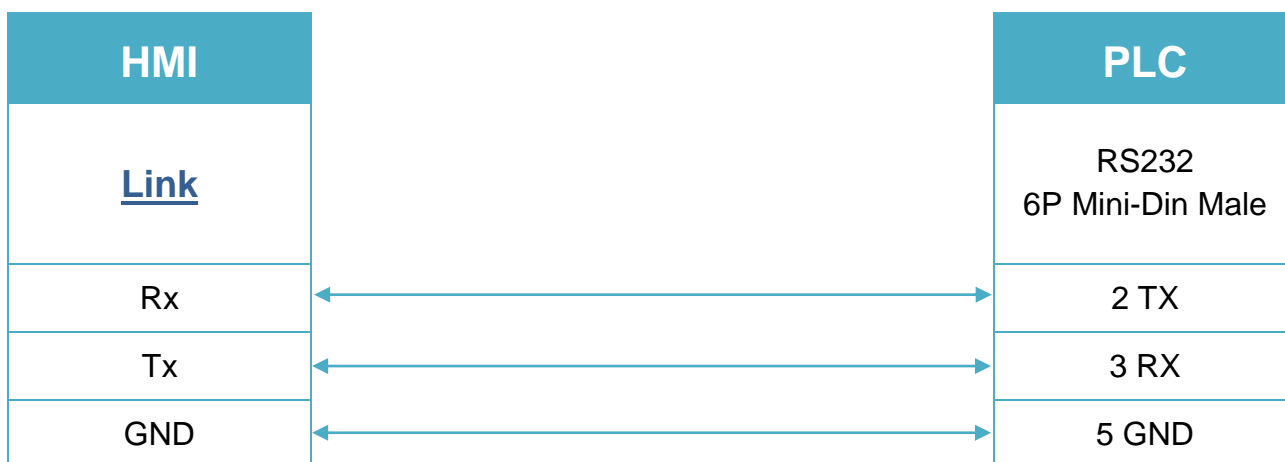 HMI PLC
Link RS232
6P Mini-Din Male
Rx 2 TX
Tx 3 RX
GND 5 GND